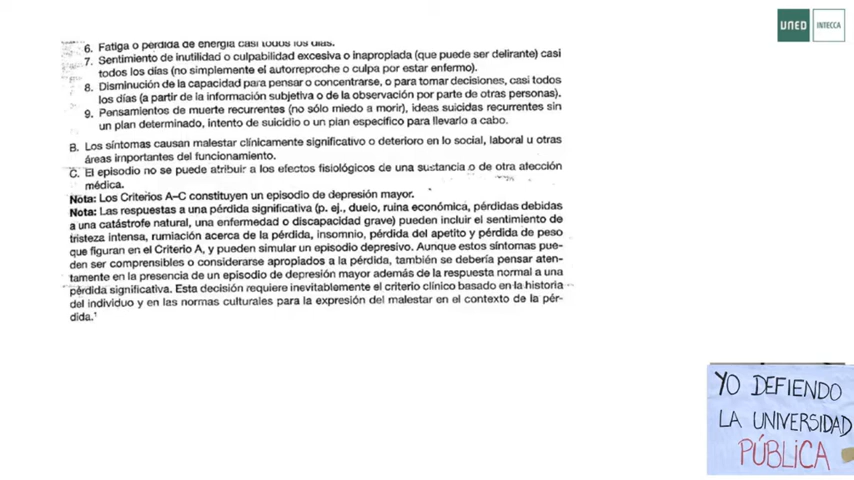 UNED
INTECCA
6. Fatiga o pérdida de energía casi todos los días.
7. Sentimiento de inutilidad o culpabilidad excesiva o inapropiada (que puede ser delirante) casi
todos los días (no simplemente el autorreproche o culpa por estar enfermo).
8. Disminución de la capacidad para pensar o concentrarse, o para tomar decisiones, casi todos
los días (a partir de la información subjetiva o de la observación por parte de otras personas).
9. Pensamientos de muerte recurrentes (no sólo miedo a morir), ideas suicidas recurrentes sin
un plan determinado, intento de suicidio o un plan específico para llevarlo a cabo.
B. Los síntomas causan malestar clínicamente significativo o deterioro en lo social, laboral u otras
áreas importantes del funcionamiento.
C. El episodio no se puede atribuir a los efectos fisiológicos de una sustancia o de otra afección
médica.
Nota: Los Criterios A–C constituyen un episodio de depresión mayor.
Nota: Las respuestas a una pérdida significativa (p. ej., duelo, ruina económica, pérdidas debidas
a una catástrofe natural, una enfermedad o discapacidad grave) pueden incluir el sentimiento de
tristeza intensa, rumiación acerca de la pérdida, insomnio, pérdida del apetito y pérdida de peso
que figuran en el Criterio A, y pueden simular un episodio depresivo. Aunque estos síntomas pue-
den ser comprensibles o considerarse apropiados a la pérdida, también se debería pensar aten-
tamente en la presencia de un episodio de depresión mayor además de la respuesta normal a una
pérdida significativa. Esta decisión requiere inevitablemente el criterio clínico basado en la historia
del individuo y en las normas culturales para la expresión del malestar en el contexto de la pér-
dida.¹
YO DEFIENDO
LA UNIVERSIDAD
PÚBLICA